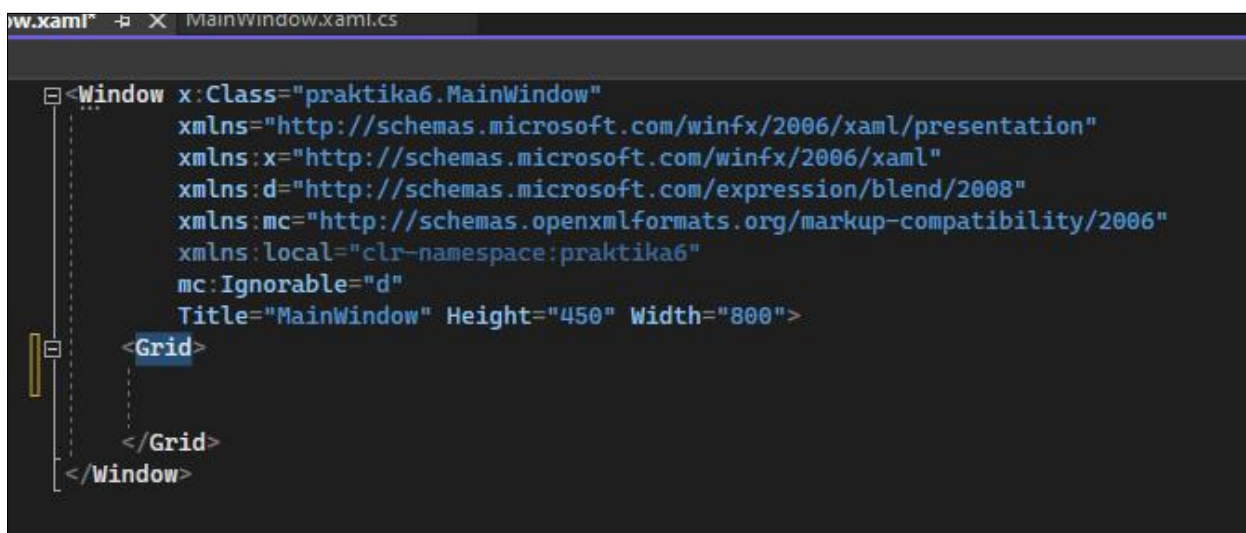 ow.xaml* MainWindow.xaml.cs
<Window x:Class="praktika6.MainWindow"
xmlns="http://schemas.microsoft.com/winfx/2006/xaml/presentation"
xmlns:x="http://schemas.microsoft.com/winfx/2006/xaml"
xmlns:d="http://schemas.microsoft.com/expression/blend/2008"
xmlns:mc="http://schemas.openxmlformats.org/markup-compatibility/2006"
xmlns:local="clr-namespace:praktika6"
mc:Ignorable="d"
Title="MainWindow" Height="450" Width="800">
<Grid>
</Grid>
</Window>